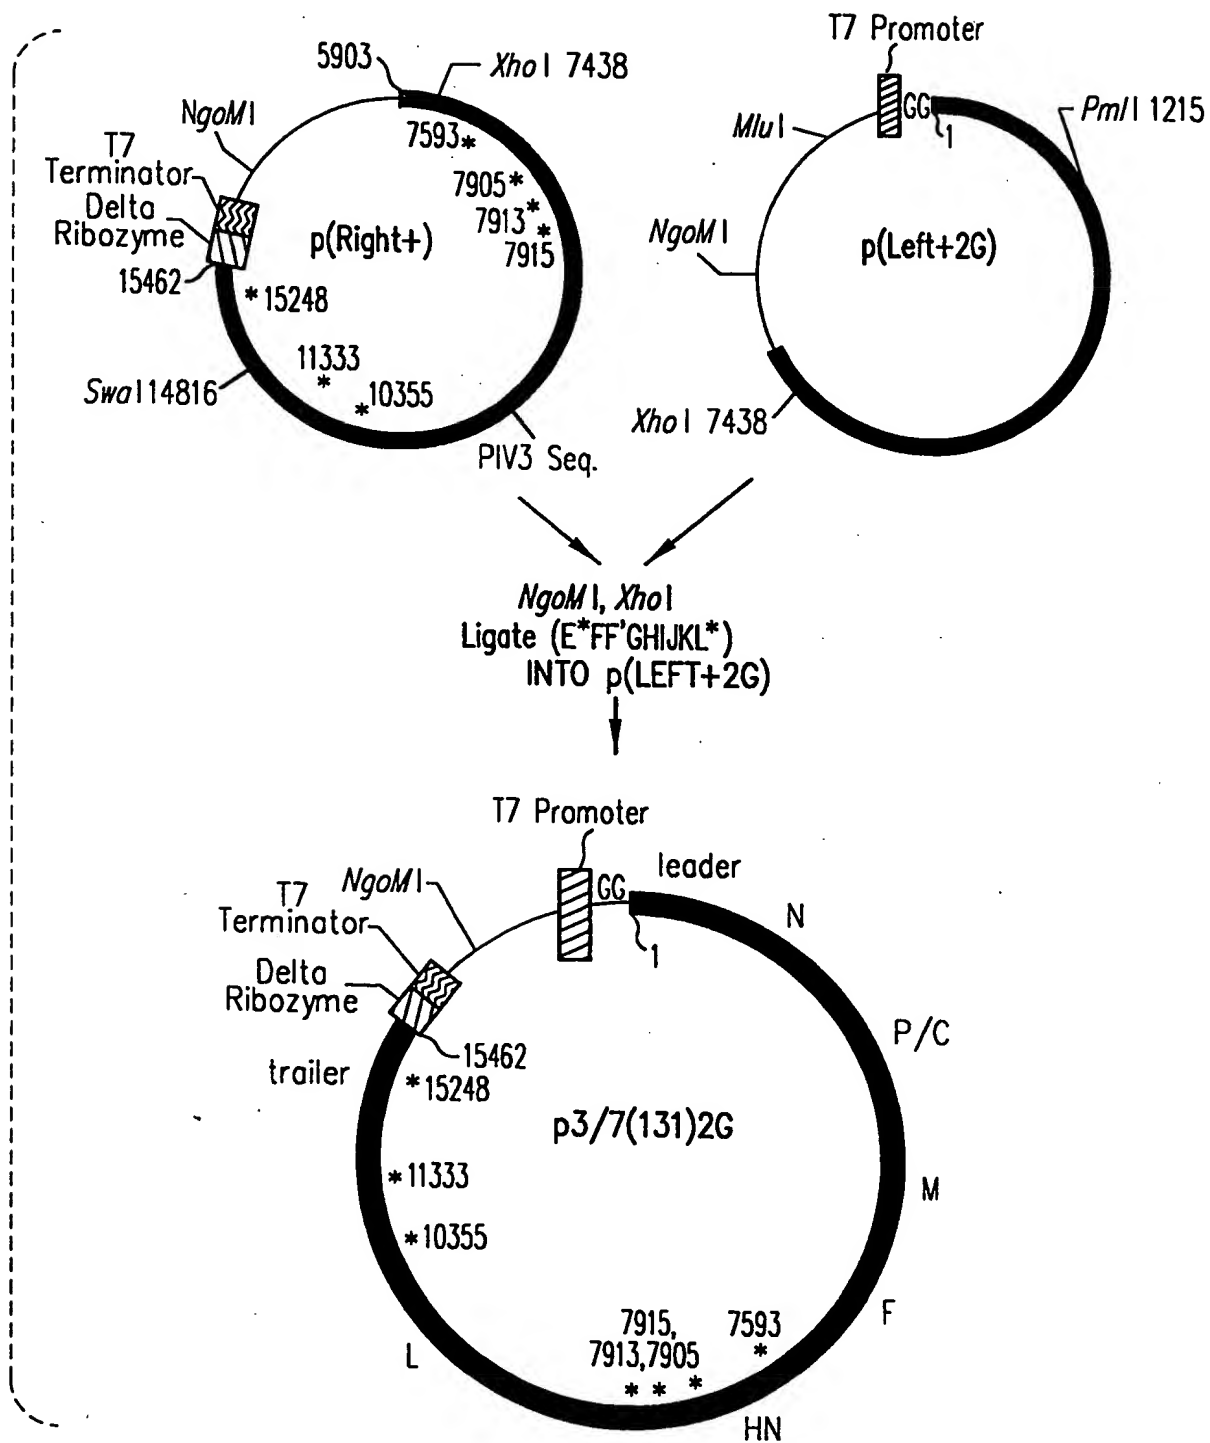 5903
XhoI 7438
NgoMI
T7
Terminator
Delta
Ribozyme
15462
7593*
7905*
7913*
*
7915
p(Right+)
*15248
11333
*
*10355
SwaI14816
PIV3 Seq.
T7 Promoter
GG
1
MluI
PmlI 1215
NgoMI
p(Left+2G)
XhoI 7438
NgoMI, XhoI
Ligate (E*FF'GHIJKL*)
INTO p(LEFT+2G)
T7 Promoter
GG
leader
1
NgoMI
T7
Terminator
Delta
Ribozyme
N
P/C
15462
trailer
*15248
p3/7(131)2G
*11333
M
*10355
F
7915,
7913,7905
7593
*
* * *
L
HN